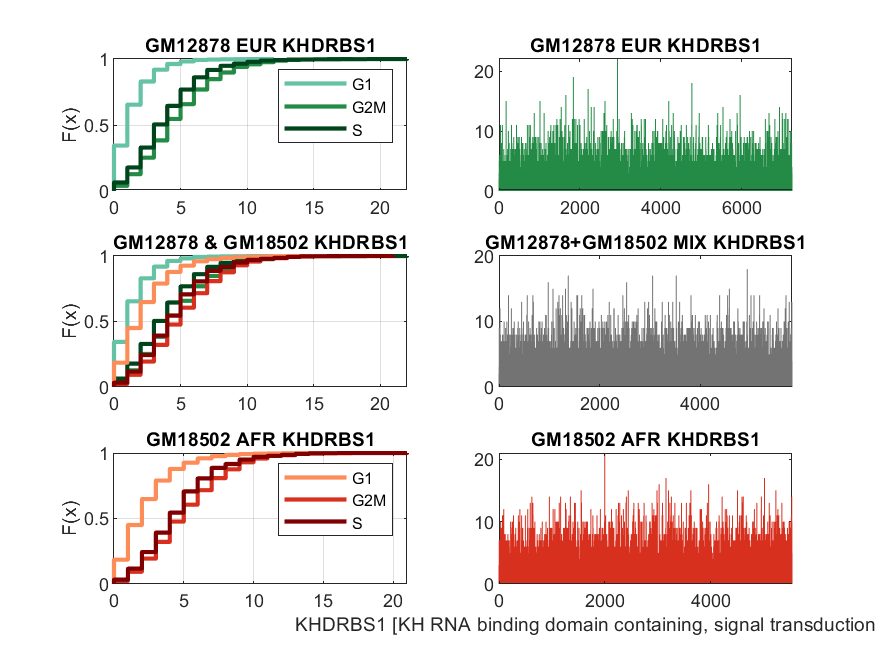 GM12878 EUR KHDRBS1
F(x)
1
0.5
0
0 5 10 15 20
G1
G2M
S
GM12878 EUR KHDRBS1
20
10
0
0 2000 4000 6000
GM12878 & GM18502 KHDRBS1
F(x)
1
0.5
0
0 5 10 15 20
GM12878+GM18502 MIX KHDRBS1
20
10
0
0 2000 4000
GM18502 AFR KHDRBS1
F(x)
1
0.5
0
0 5 10 15 20
G1
G2M
S
GM18502 AFR KHDRBS1
20
10
0
0 2000 4000
KHDRBS1 [KH RNA binding domain containing, signal transduction